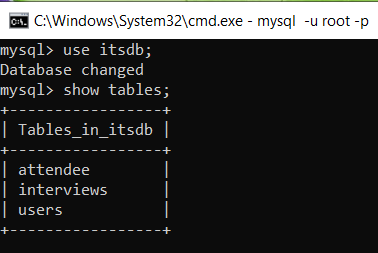 C:\Windows\System32\cmd.exe - mysql  -u root -p
mysql> use itsdb;
Database changed
mysql> show tables;
+-----------------+
| Tables_in_itsdb |
+-----------------+
| attendee        |
| interviews      |
| users           |
+-----------------+